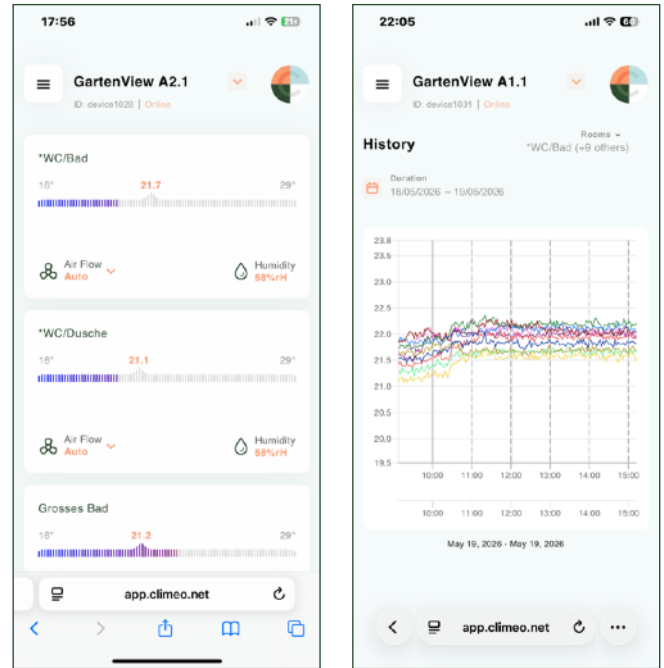 17:56
GartenView A2.1
ID: device1028 | Online
*WC/Bad
16° 21.7 29°
Air Flow
Auto
Humidity
58%rH
*WC/Dusche
16° 21.1 29°
Air Flow
Auto
Humidity
58%rH
Grosses Bad
16° 21.2 29°
app.climeo.net
22:05
GartenView A1.1
ID: device1031 | Online
History
Rooms
*WC/Bad (+9 others)
Duration
18/05/2026 – 19/05/2026
23.8
23.5
23.0
22.5
22.0
21.5
21.0
20.5
20.0
19.5
10:00 11:00 12:00 13:00 14:00 15:00
10:00 11:00 12:00 13:00 14:00 15:00
May 19, 2026 - May 19, 2026
app.climeo.net